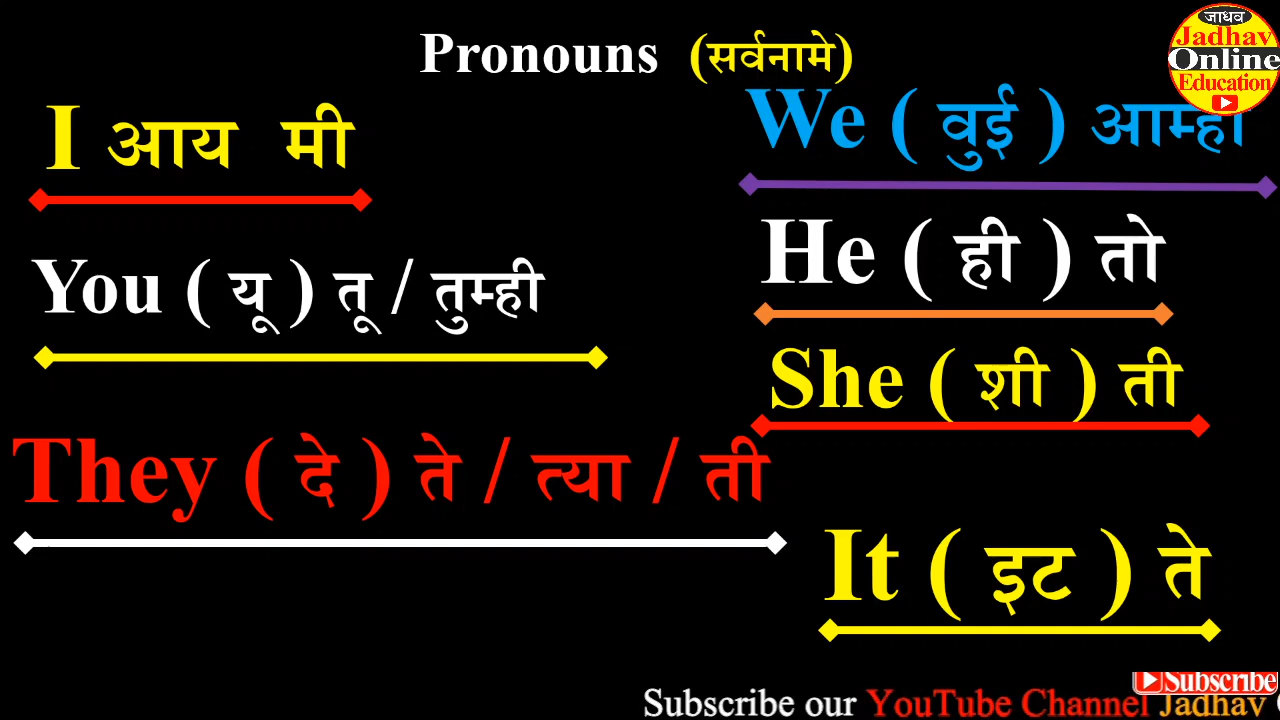 Pronouns (सर्वनामे)
जाधव
Jadhav
Online
Education
I आय मी
We ( वुई ) आम्ही
You ( यू ) तू / तुम्ही
He ( ही ) तो
She ( शी ) ती
They ( दे ) ते / त्या / ती
It ( इट ) ते
Subscribe
Subscribe our YouTube Channel Jadhav